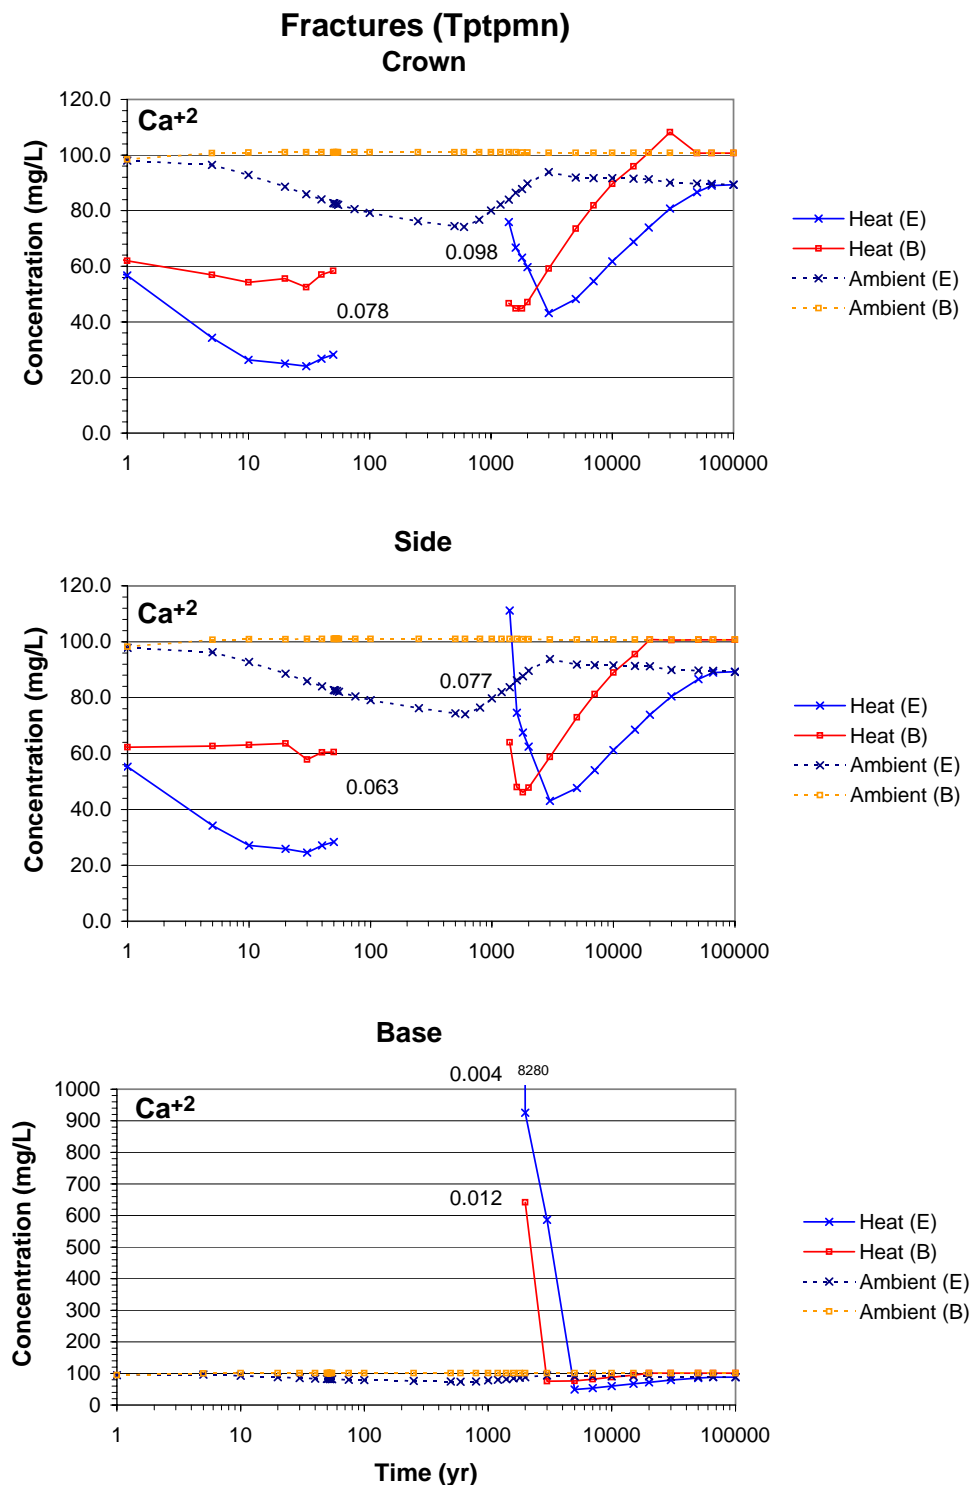 Fractures (Tptpmn)
Crown
Ca+2
Concentration (mg/L)
120.0
100.0
80.0
60.0
40.0
20.0
0.0
0.098
0.078
1 10 100 1000 10000 100000
Heat (E)
Heat (B)
Ambient (E)
Ambient (B)
Side
Ca+2
Concentration (mg/L)
120.0
100.0
80.0
60.0
40.0
20.0
0.0
0.077
0.063
1 10 100 1000 10000 100000
Heat (E)
Heat (B)
Ambient (E)
Ambient (B)
Base
Ca+2
Concentration (mg/L)
1000
900
800
700
600
500
400
300
200
100
0
0.004 8280
0.012
1 10 100 1000 10000 100000
Time (yr)
Heat (E)
Heat (B)
Ambient (E)
Ambient (B)